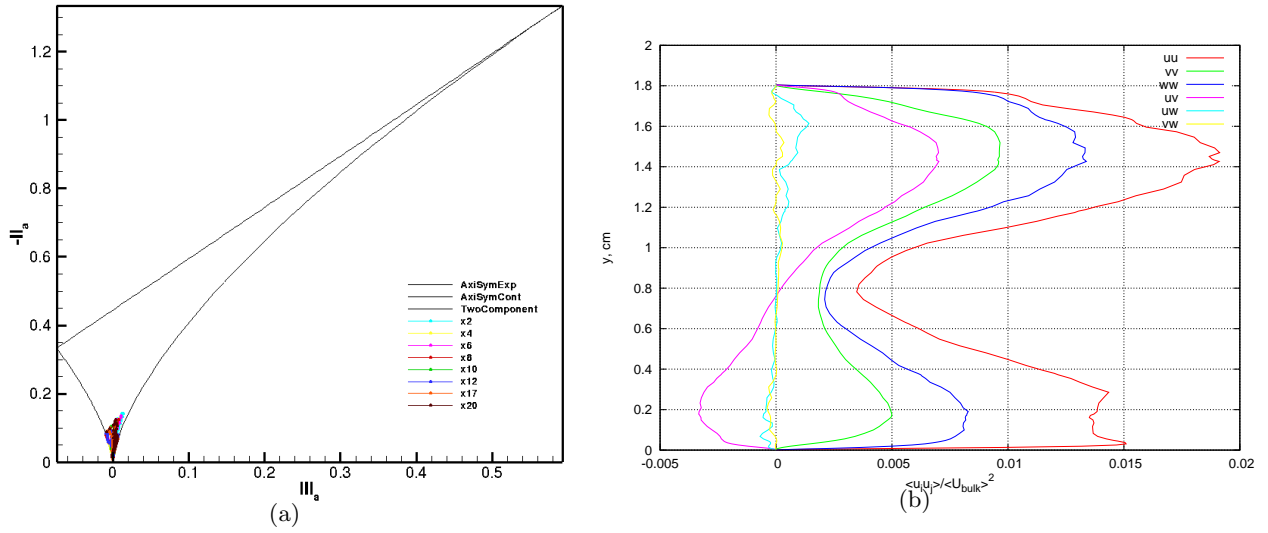 1.2
1
0.8
0.6
0.4
0.2
0
-II_a
0
0.1
0.2
0.3
0.4
0.5
III_a
AxiSymExp
AxiSymCont
TwoComponent
x2
x4
x6
x8
x10
x12
x17
x20
(a)
2
1.8
1.6
1.4
1.2
1
0.8
0.6
0.4
0.2
0
y, cm
uu
vv
ww
uv
uw
vw
-0.005
0
0.005
0.01
0.015
0.02
<u_iu_j>/<U_bulk>^2
(b)